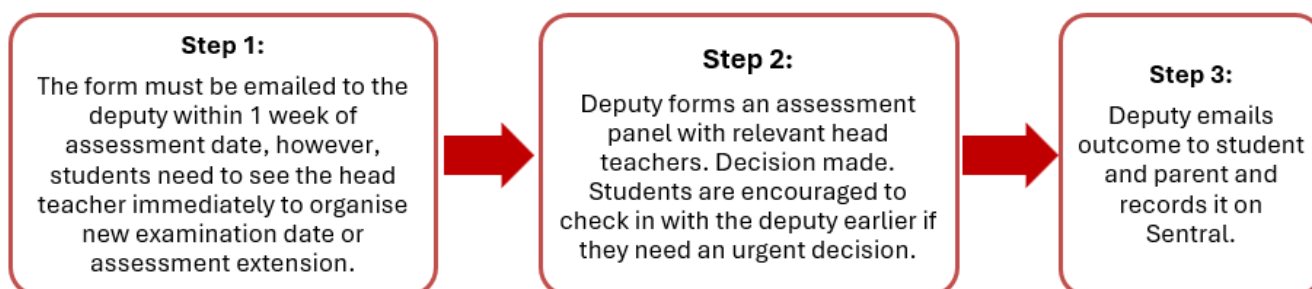 Step 1:
The form must be emailed to the
deputy within 1 week of
assessment date, however,
students need to see the head
teacher immediately to organise
new examination date or
assessment extension.
Step 2:
Deputy forms an assessment
panel with relevant head
teachers. Decision made.
Students are encouraged to
check in with the deputy earlier if
they need an urgent decision.
Step 3:
Deputy emails
outcome to student
and parent and
records it on
Sentral.